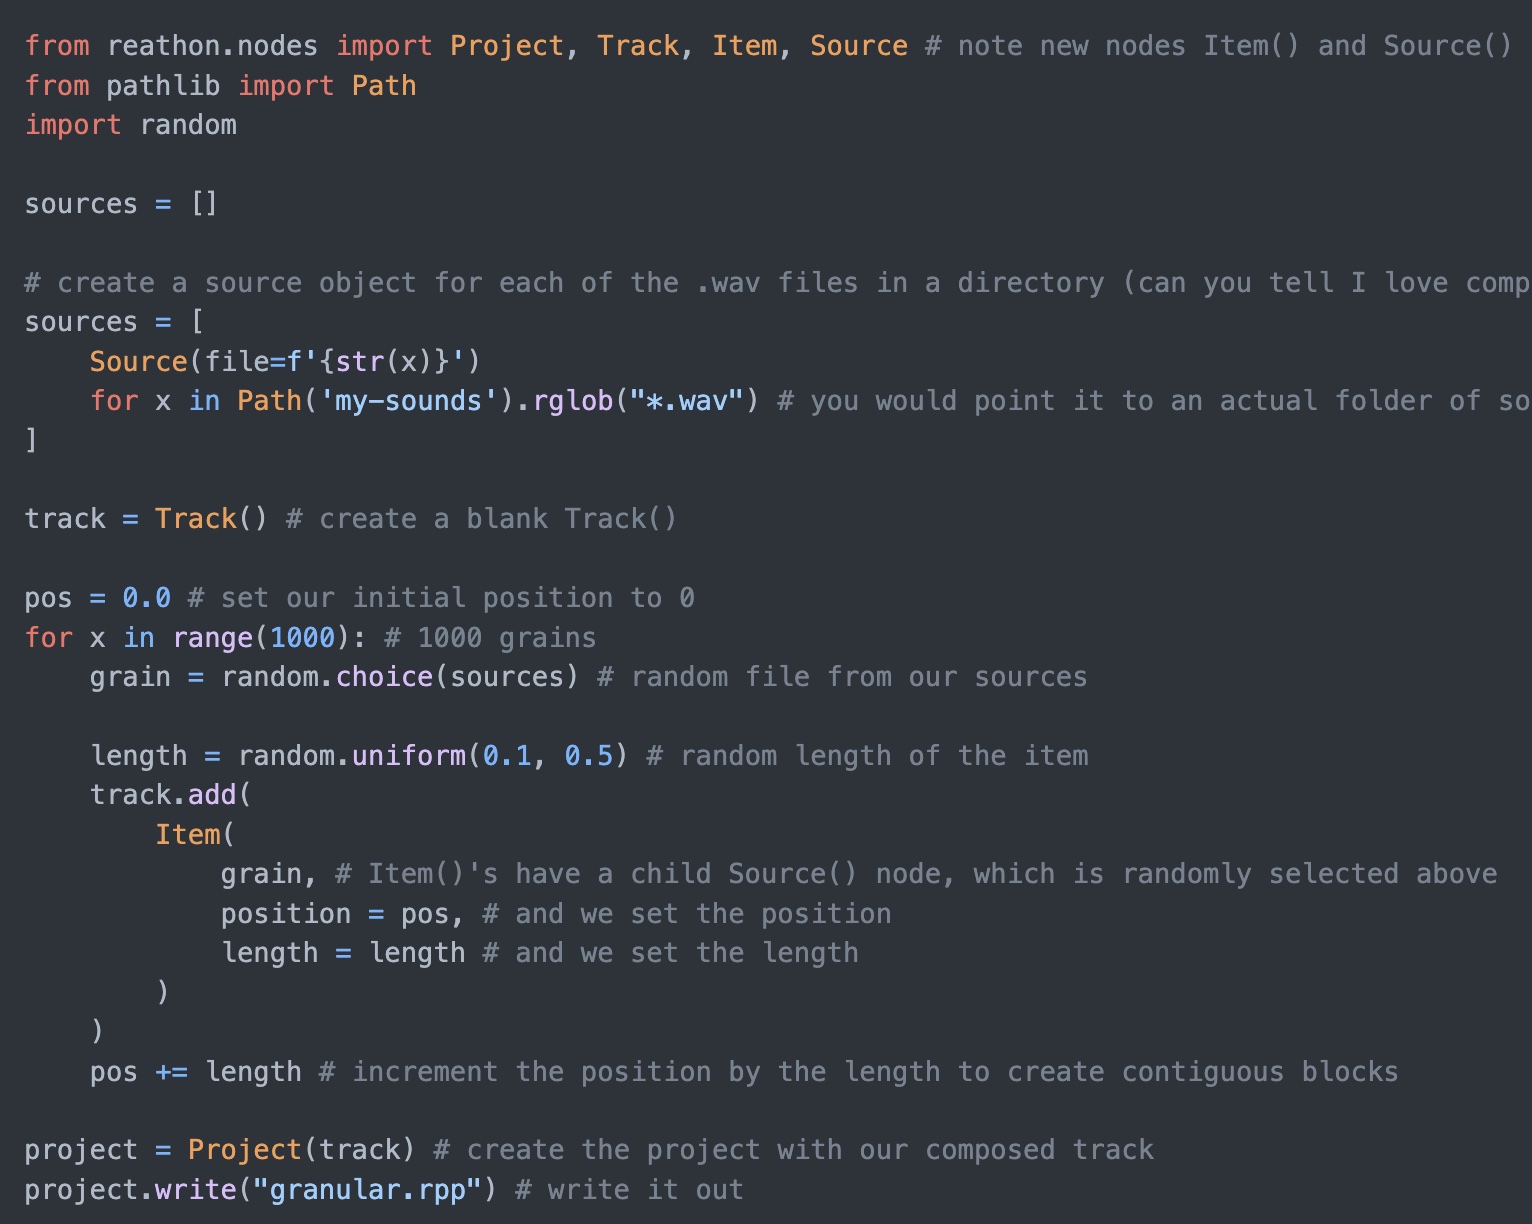 from reathon.nodes import Project, Track, Item, Source # note new nodes Item() and Source()
from pathlib import Path
import random

sources = []

# create a source object for each of the .wav files in a directory (can you tell I love comp
sources = [
    Source(file=f'{str(x)}')
    for x in Path('my-sounds').rglob("*.wav") # you would point it to an actual folder of so
]

track = Track() # create a blank Track()

pos = 0.0 # set our initial position to 0
for x in range(1000): # 1000 grains
    grain = random.choice(sources) # random file from our sources

    length = random.uniform(0.1, 0.5) # random length of the item
    track.add(
        Item(
            grain, # Item()'s have a child Source() node, which is randomly selected above
            position = pos, # and we set the position
            length = length # and we set the length
        )
    )
    pos += length # increment the position by the length to create contiguous blocks

project = Project(track) # create the project with our composed track
project.write("granular.rpp") # write it out